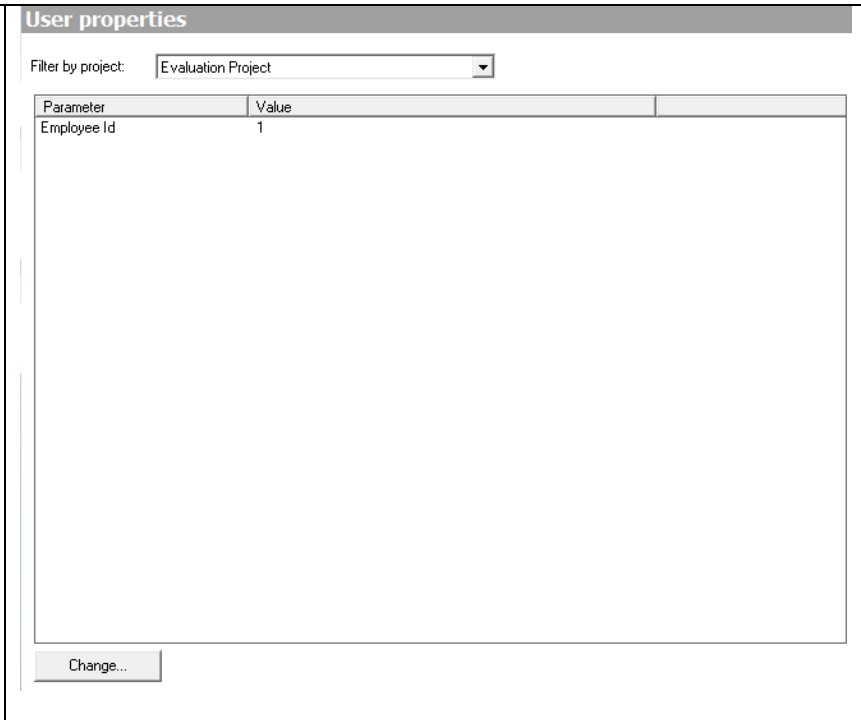 User properties
Filter by project: Evaluation Project
Parameter Value
Employee Id 1
Change...